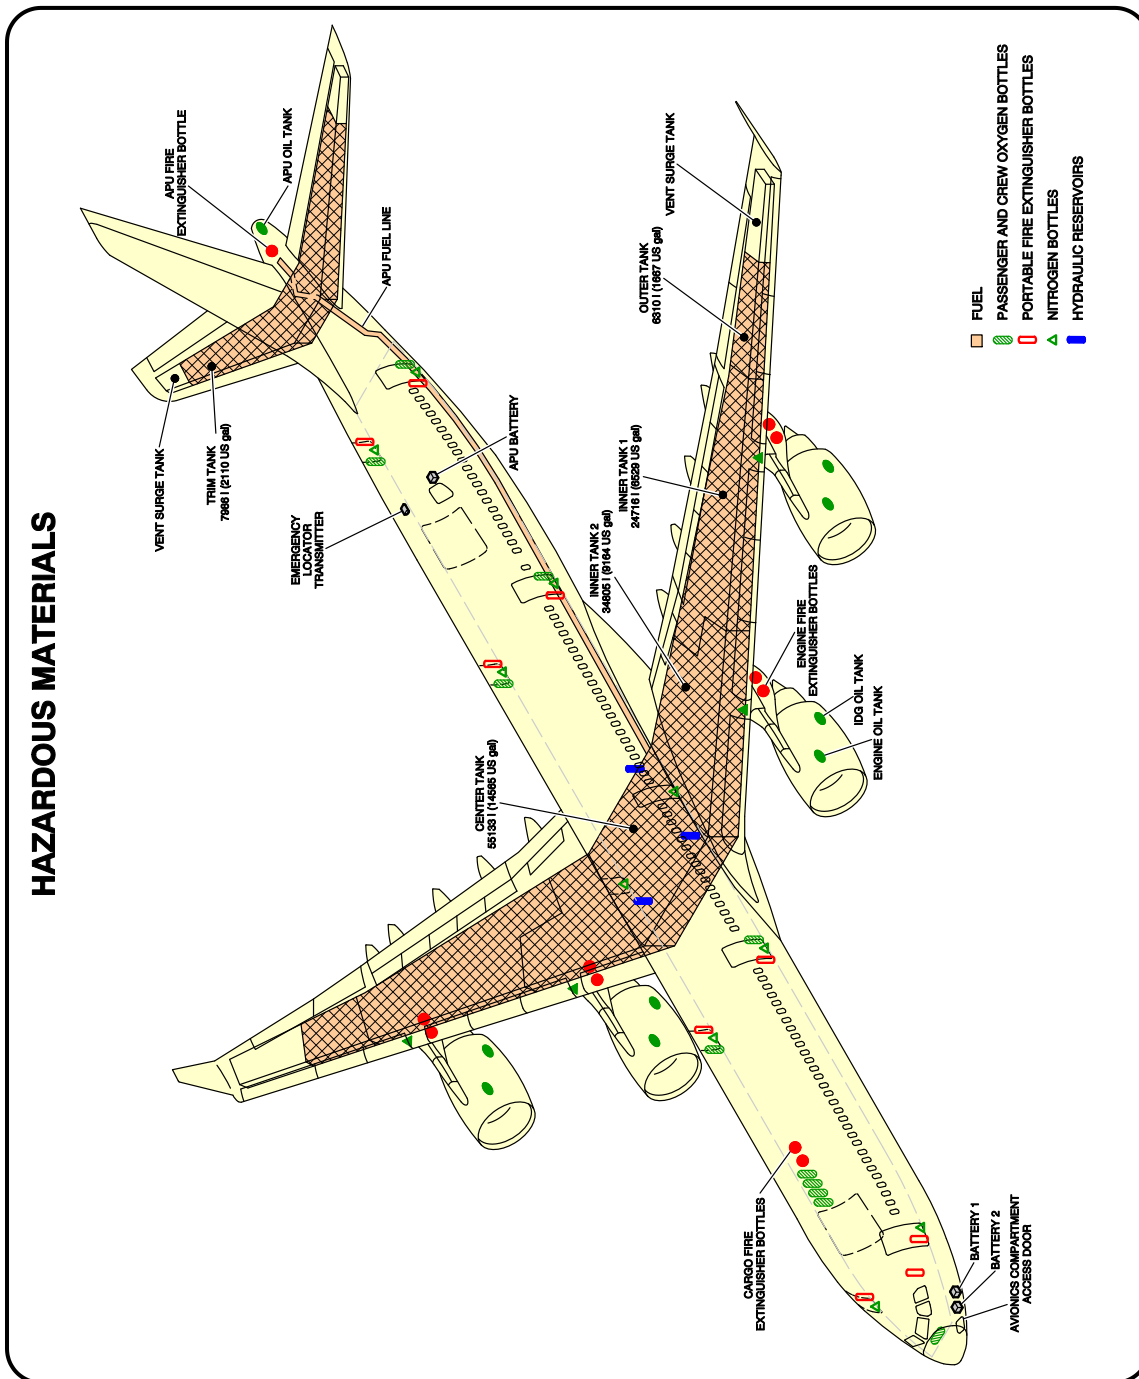 HAZARDOUS MATERIALS
APU FIRE
EXTINGUISHER BOTTLE
APU OIL TANK
APU FUEL LINE
VENT SURGE TANK
TRIM TANK
7986 l (2110 US gal)
EMERGENCY
LOCATOR
TRANSMITTER
APU BATTERY
VENT SURGE TANK
OUTER TANK
6310 l (1667 US gal)
INNER TANK 1
24716 l (6529 US gal)
INNER TANK 2
34805 l (9164 US gal)
CENTER TANK
55133 l (14565 US gal)
ENGINE FIRE
EXTINGUISHER BOTTLES
IDG OIL TANK
ENGINE OIL TANK
CARGO FIRE
EXTINGUISHER BOTTLES
BATTERY 1
BATTERY 2
AVIONICS COMPARTMENT
ACCESS DOOR
FUEL
PASSENGER AND CREW OXYGEN BOTTLES
PORTABLE FIRE EXTINGUISHER BOTTLES
NITROGEN BOTTLES
HYDRAULIC RESERVOIRS